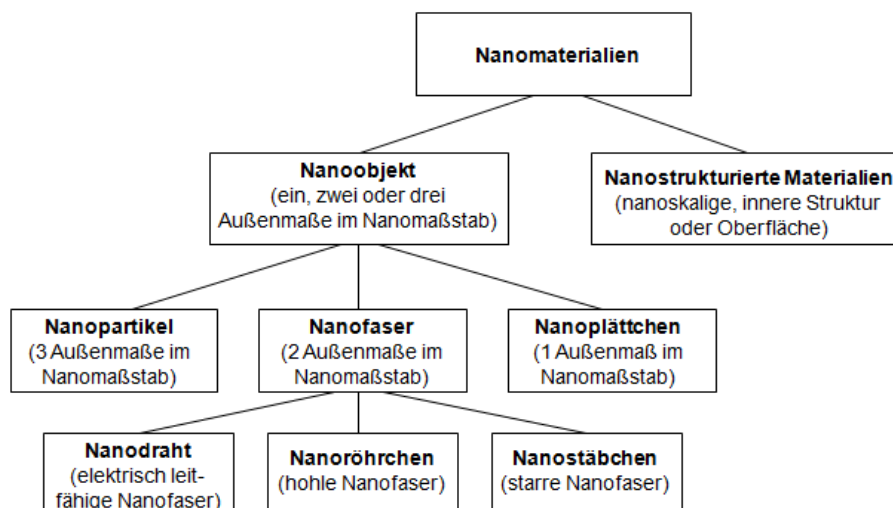 Nanomaterialien
Nanoobjekt
(ein, zwei oder drei
Außenmaße im Nanomaßstab)
Nanostrukturierte Materialien
(nanoskalige, innere Struktur
oder Oberfläche)
Nanopartikel
(3 Außenmaße im
Nanomaßstab)
Nanofaser
(2 Außenmaße im
Nanomaßstab)
Nanoplättchen
(1 Außenmaß im
Nanomaßstab)
Nanodraht
(elektrisch leit-
fähige Nanofaser)
Nanoröhrchen
(hohle Nanofaser)
Nanostäbchen
(starre Nanofaser)